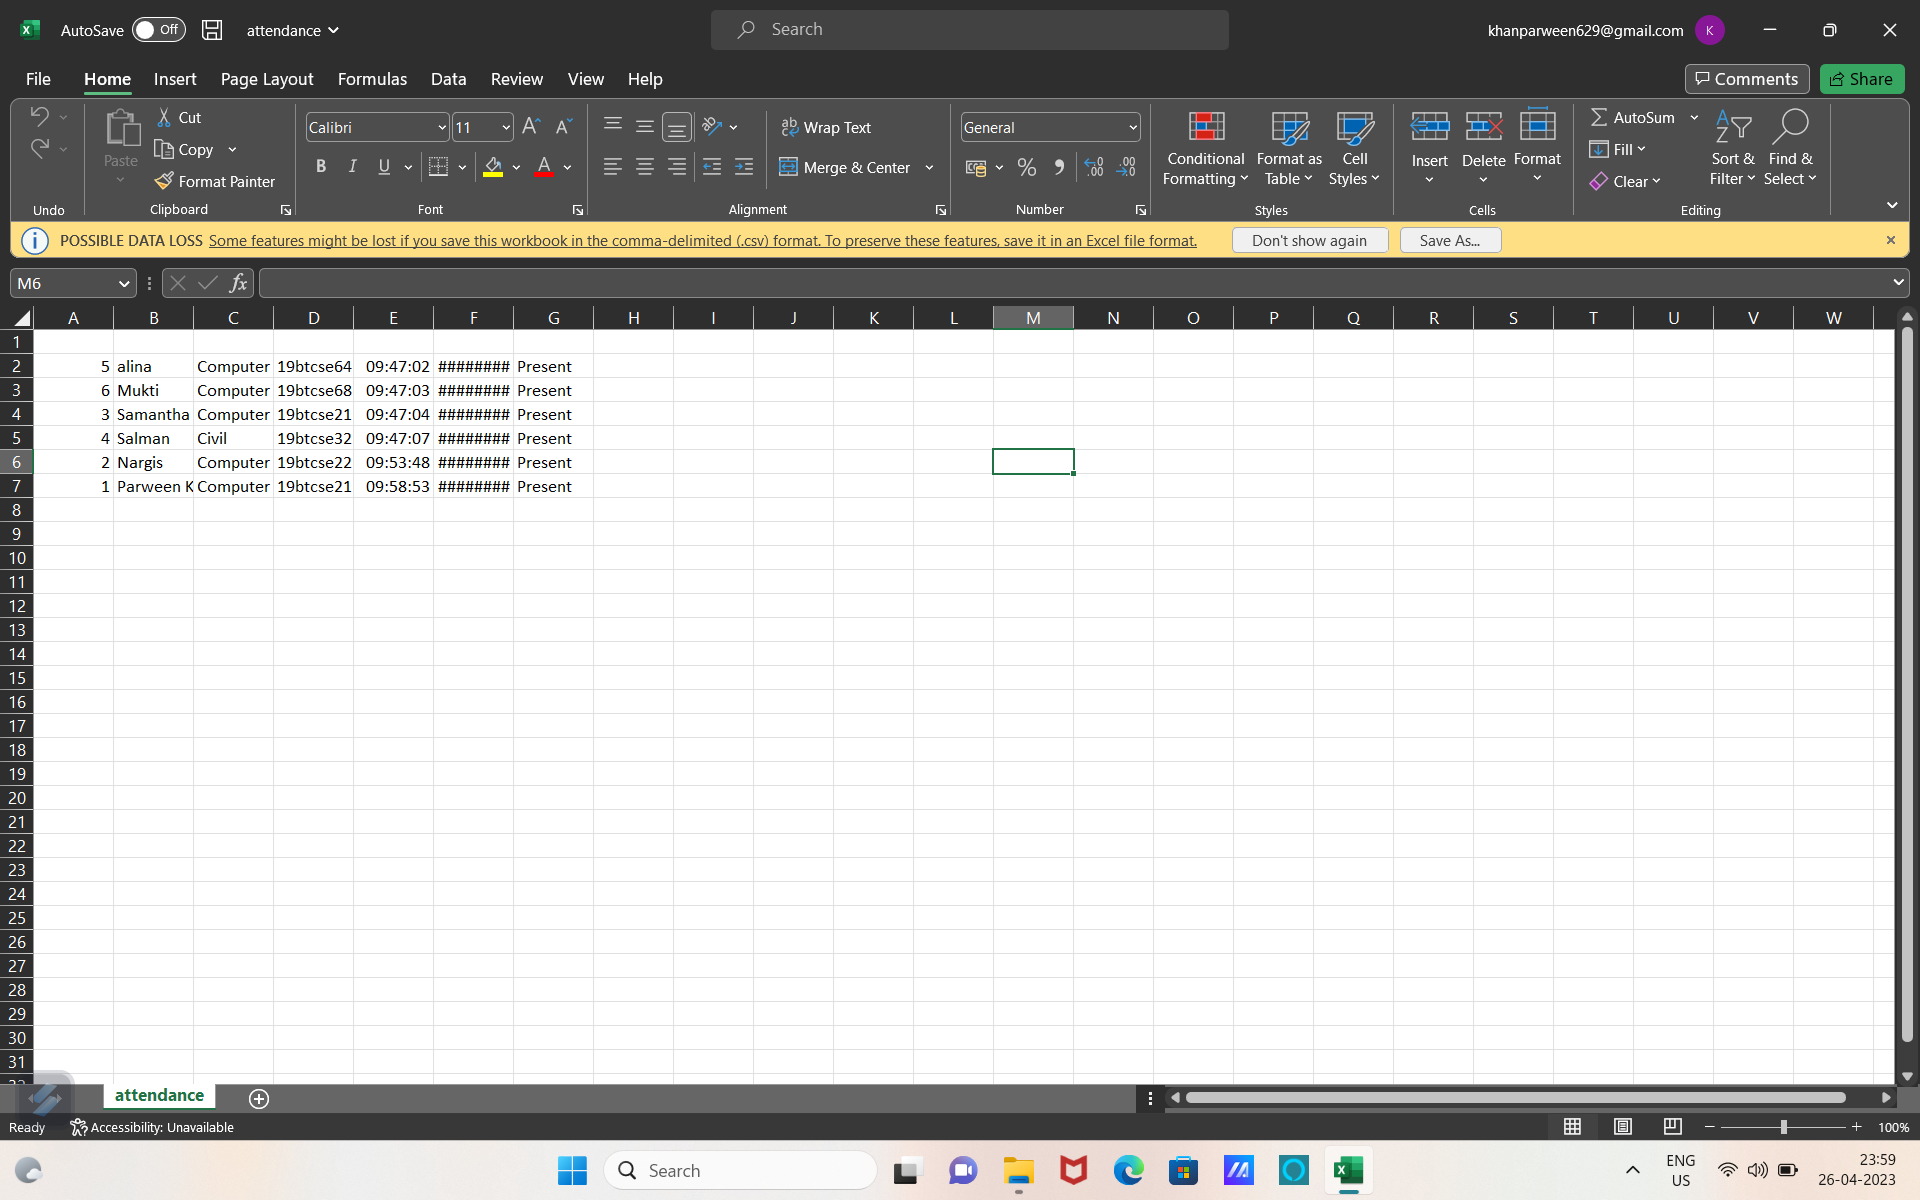 AutoSave Off attendance Search khanparween629@gmail.com K
File Home Insert Page Layout Formulas Data Review View Help Comments Share
Paste Cut Copy Format Painter
Calibri 11 B I U A
ab Wrap Text Merge & Center
General % 9
Conditional Formatting Format as Table Cell Styles
Insert Delete Format
AutoSum Fill Clear Sort & Filter Find & Select
Undo Clipboard Font Alignment Number Styles Cells Editing
POSSIBLE DATA LOSS Some features might be lost if you save this workbook in the comma-delimited (.csv) format. To preserve these features, save it in an Excel file format. Don't show again Save As...
M6 fx
A B C D E F G H I J K L M N O P Q R S T U V W
1
2 5 alina Computer 19btcse64 09:47:02 ######## Present
3 6 Mukti Computer 19btcse68 09:47:03 ######## Present
4 3 Samantha Computer 19btcse21 09:47:04 ######## Present
5 4 Salman Civil 19btcse32 09:47:07 ######## Present
6 2 Nargis Computer 19btcse22 09:53:48 ######## Present
7 1 Parween K Computer 19btcse21 09:58:53 ######## Present
8
9
10
11
12
13
14
15
16
17
18
19
20
21
22
23
24
25
26
27
28
29
30
31
attendance
Ready Accessibility: Unavailable 100%
Search ENG US 23:59 26-04-2023